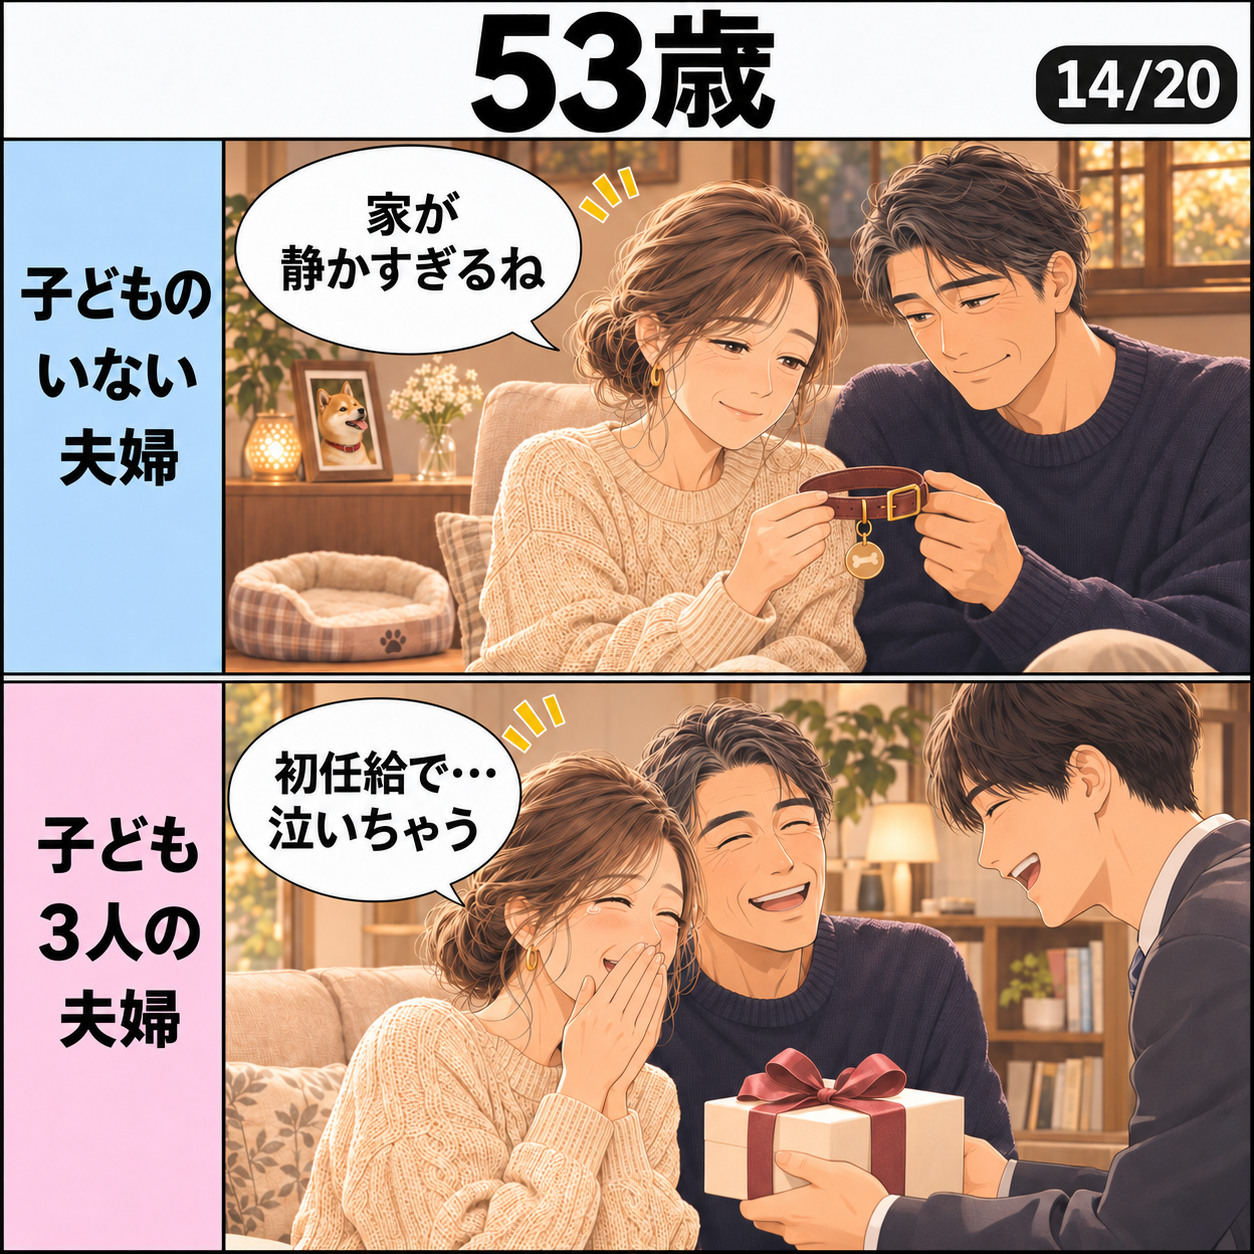 53歳
14/20
子どもの
いない
夫婦
家が
静かすぎるね
子ども
3人の
夫婦
初任給で…
泣いちゃう